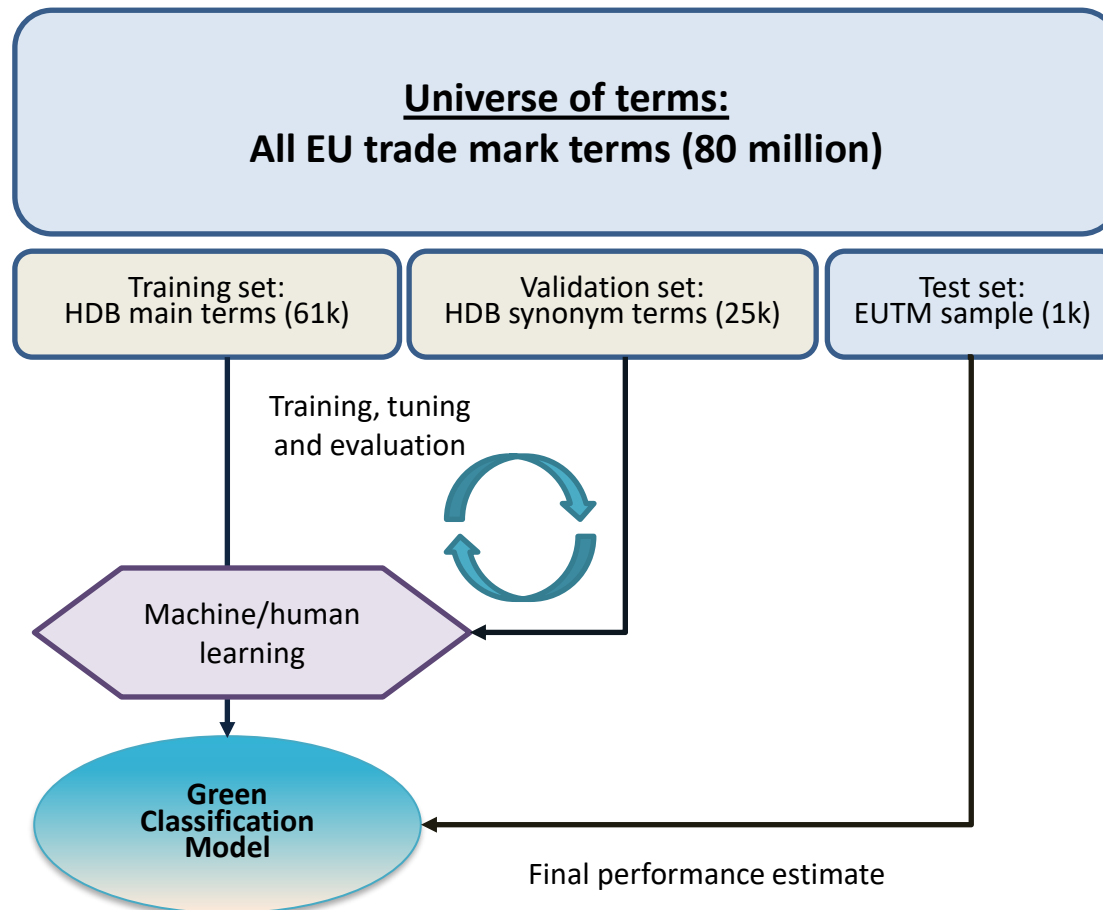 Universe of terms:
All EU trade mark terms (80 million)
Training set:
HDB main terms (61k)
Validation set:
HDB synonym terms (25k)
Test set:
EUTM sample (1k)
Training, tuning
and evaluation
Machine/human
learning
Green
Classification
Model
Final performance estimate